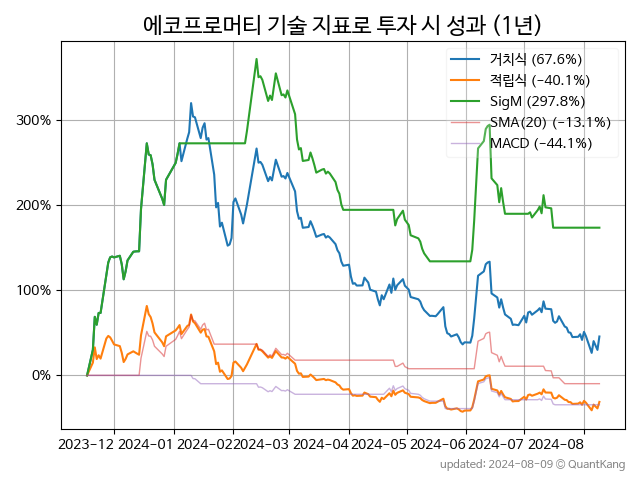 에코프로머티 기술 지표로 투자 시 성과 (1년)
거치식 (67.6%)
적립식 (−40.1%)
SigM (297.8%)
SMA(20) (−13.1%)
MACD (−44.1%)
300%
200%
100%
0%
2023-12 2024-01 2024-02 2024-03 2024-04 2024-05 2024-06 2024-07 2024-08
updated: 2024-08-09 © QuantKang